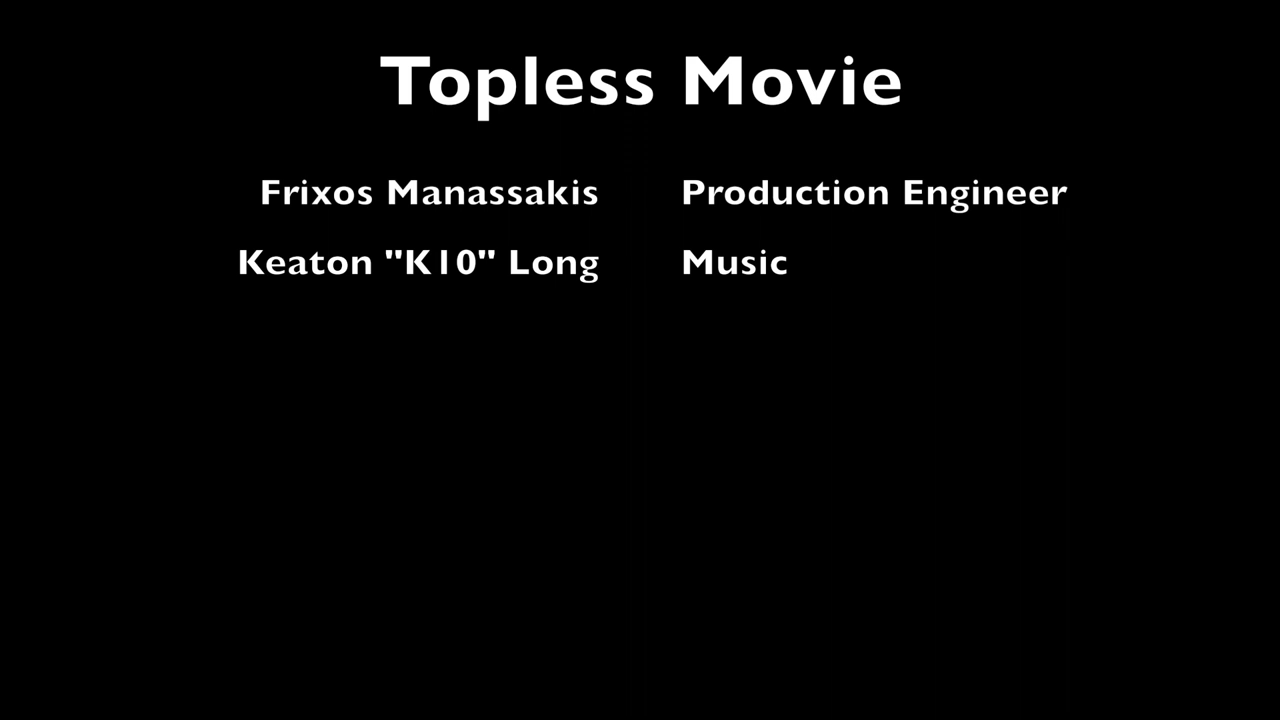 Topless Movie
Frixos Manassakis Production Engineer
Keaton "K10" Long Music